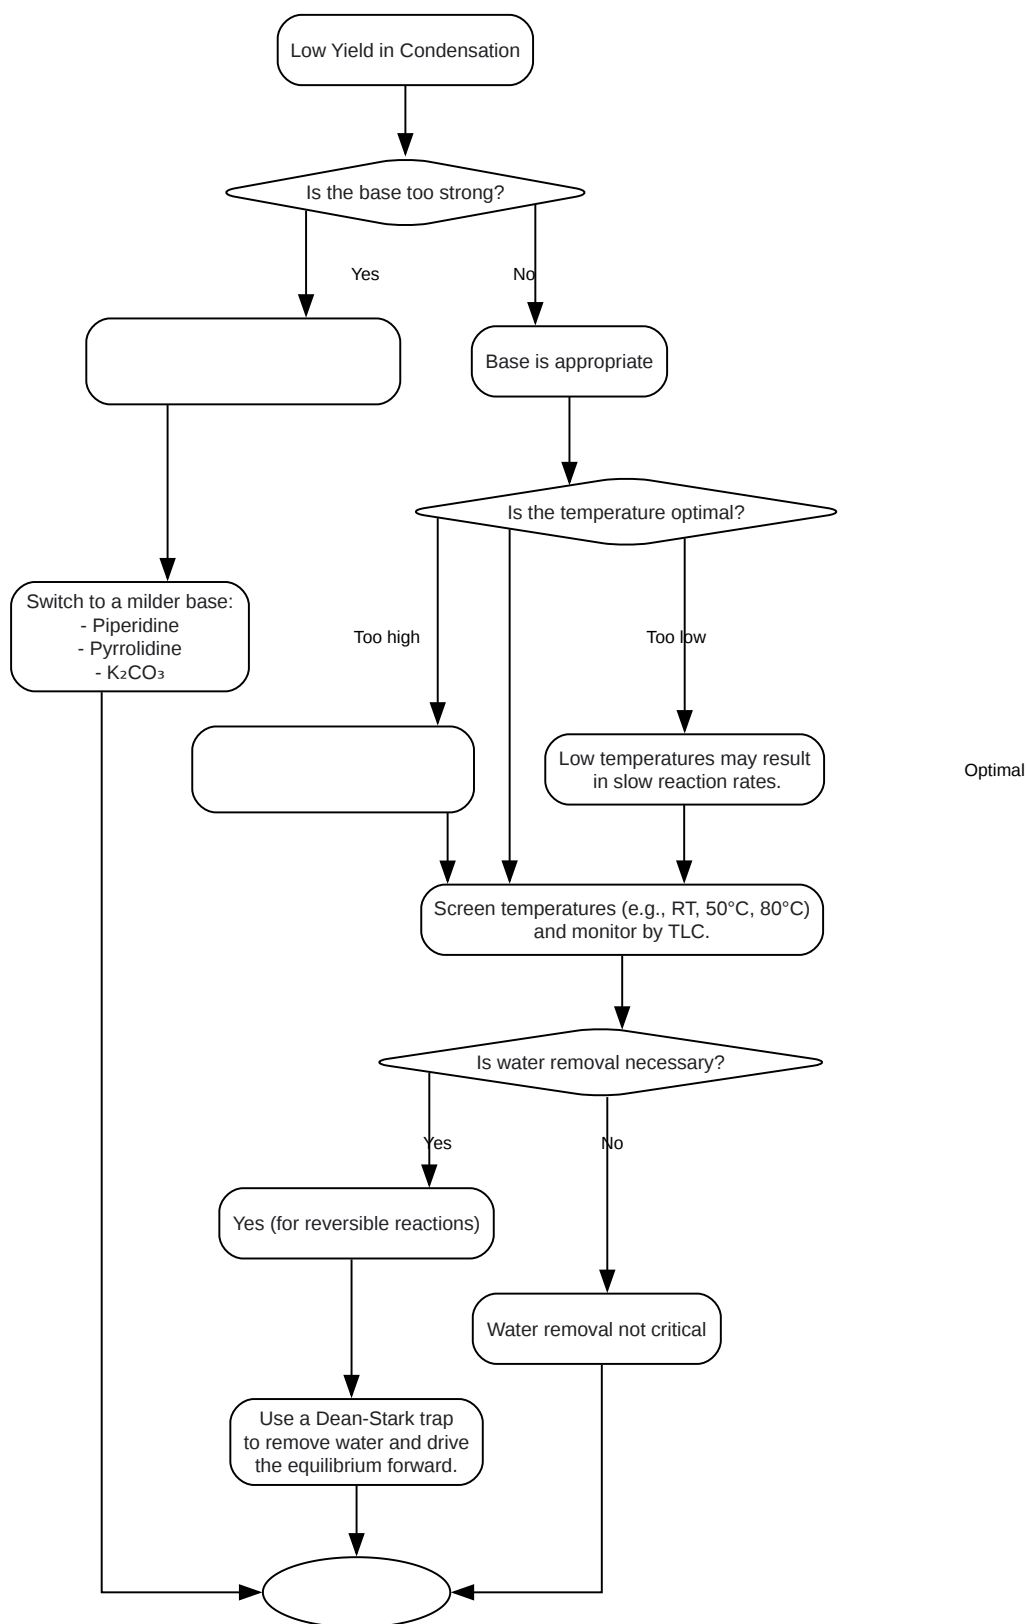 Low Yield in Condensation
Is the base too strong?
Yes
No
Base is appropriate
Is the temperature optimal?
Switch to a milder base:
- Piperidine
- Pyrrolidine
- K₂CO₃
Too high
Too low
Low temperatures may result
in slow reaction rates.
Optimal
Screen temperatures (e.g., RT, 50°C, 80°C)
and monitor by TLC.
Is water removal necessary?
Yes
No
Yes (for reversible reactions)
Water removal not critical
Use a Dean-Stark trap
to remove water and drive
the equilibrium forward.